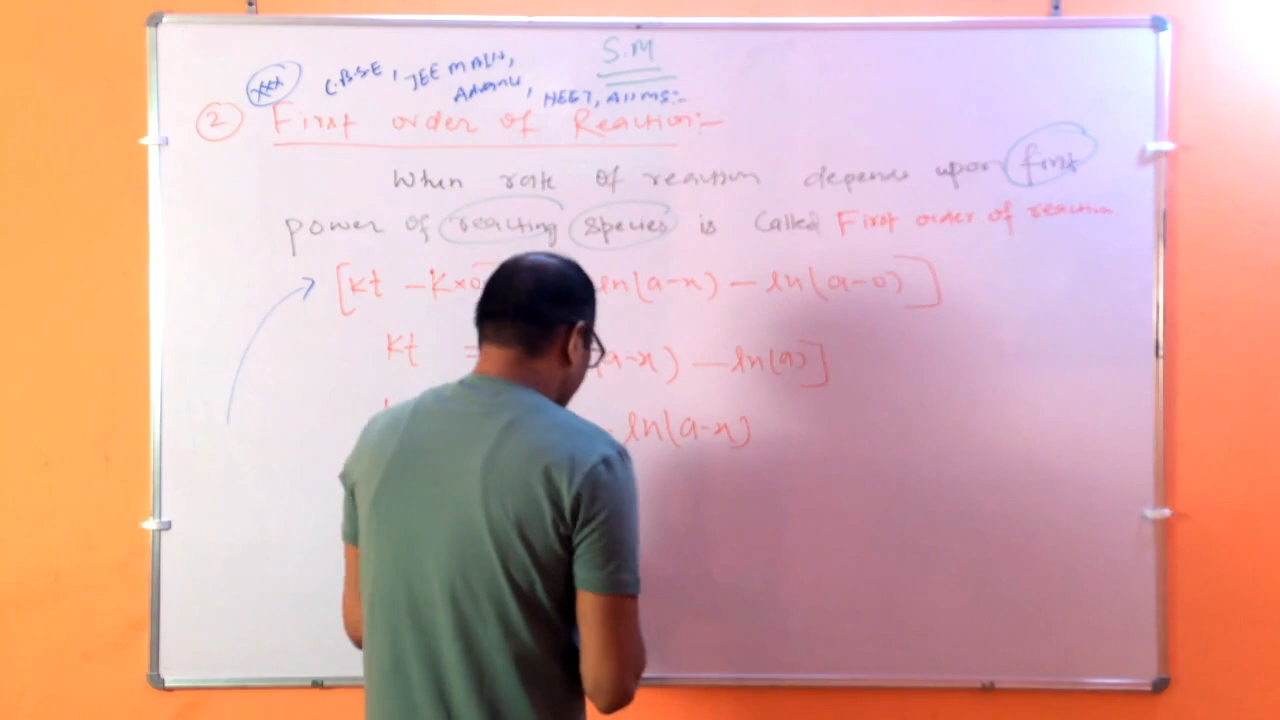 S.M
xxx C.B.S.E, JEE MAIN,
Advance, NEET, AIIMS:-
② First order of Reaction:-
When rate of reaction depends upon first
power of reacting species is called First order of reaction
[Kt - K×0 ln(a-x) - ln(a-0)]
Kt = (a-x) - ln(a)]
- ln(a-x)